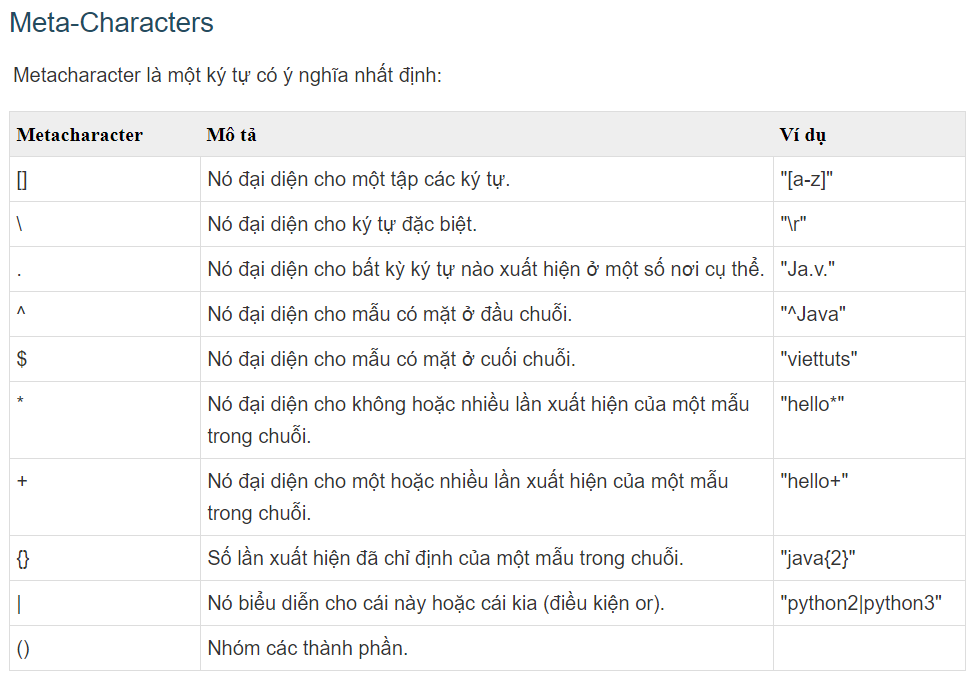 Meta-Characters
Metacharacter là một ký tự có ý nghĩa nhất định:
Metacharacter Mô tả Ví dụ
[] Nó đại diện cho một tập các ký tự. "[a-z]"
\ Nó đại diện cho ký tự đặc biệt. "\r"
. Nó đại diện cho bất kỳ ký tự nào xuất hiện ở một số nơi cụ thể. "Ja.v."
^ Nó đại diện cho mẫu có mặt ở đầu chuỗi. "^Java"
$ Nó đại diện cho mẫu có mặt ở cuối chuỗi. "viettuts"
* Nó đại diện cho không hoặc nhiều lần xuất hiện của một mẫu "hello*"
trong chuỗi.
+ Nó đại diện cho một hoặc nhiều lần xuất hiện của một mẫu "hello+"
trong chuỗi.
{} Số lần xuất hiện đã chỉ định của một mẫu trong chuỗi. "java{2}"
| Nó biểu diễn cho cái này hoặc cái kia (điều kiện or). "python2|python3"
() Nhóm các thành phần.